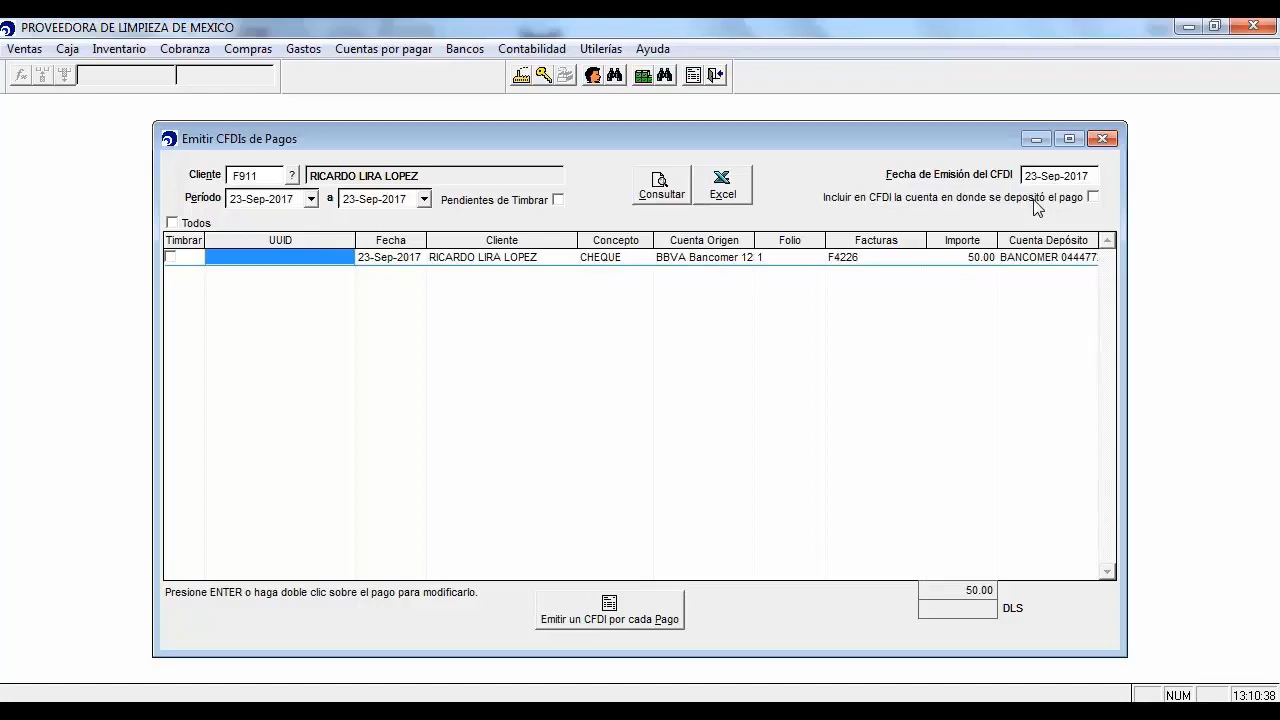 PROVEEDORA DE LIMPIEZA DE MEXICO
Ventas Caja Inventario Cobranza Compras Gastos Cuentas por pagar Bancos Contabilidad Utilerías Ayuda
Emitir CFDIs de Pagos
Cliente F911 ? RICARDO LIRA LOPEZ
Período 23-Sep-2017 a 23-Sep-2017 Pendientes de Timbrar
Consultar Excel
Fecha de Emisión del CFDI 23-Sep-2017
Incluir en CFDI la cuenta en donde se depositó el pago
Todos
Timbrar UUID Fecha Cliente Concepto Cuenta Origen Folio Facturas Importe Cuenta Depósito
23-Sep-2017 RICARDO LIRA LOPEZ CHEQUE BBVA Bancomer 12 1 F4226 50.00 BANCOMER 044477
Presione ENTER o haga doble clic sobre el pago para modificarlo.
Emitir un CFDI por cada Pago
50.00
DLS
NUM 13:10:38